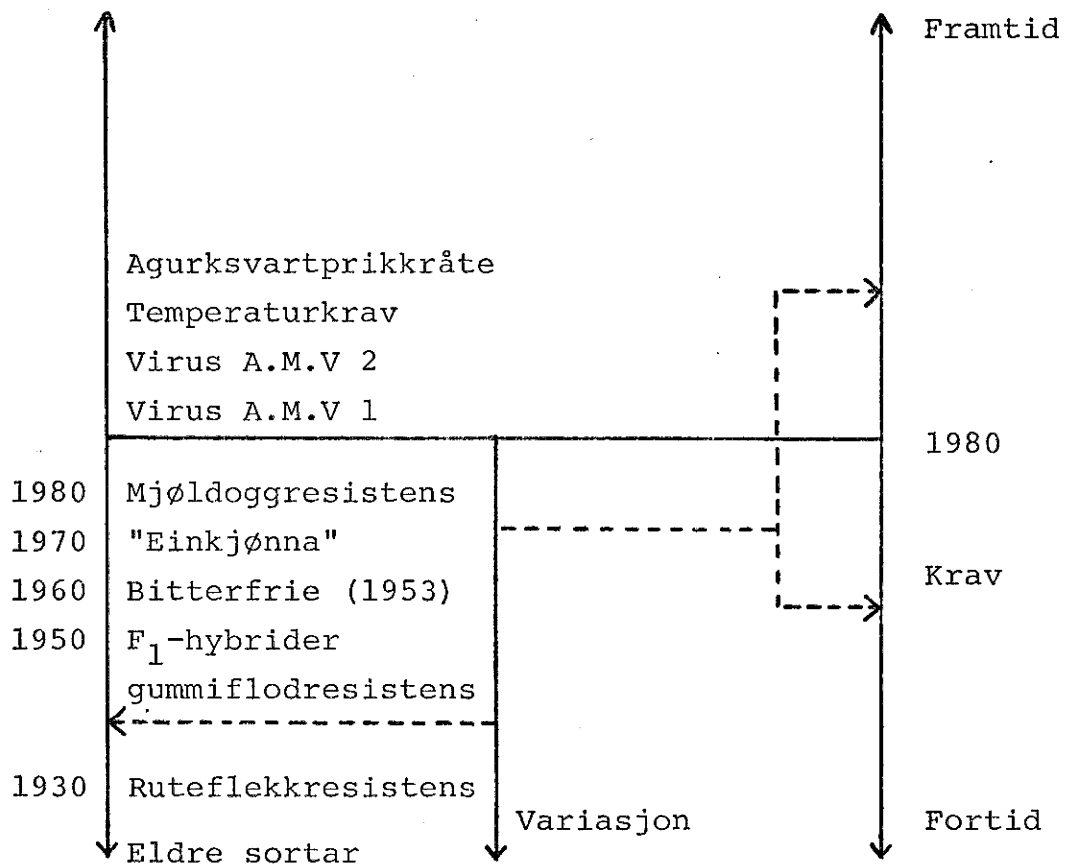 Framtid
Agurksvartprikkråte
Temperaturkrav
Virus A.M.V 2
Virus A.M.V 1
1980
1980 Mjøldoggresistens
1970 "Einkjønna"
1960 Bitterfrie (1953)
Krav
1950 F₁-hybrider
gummiflodresistens
1930 Ruteflekkresistens
Variasjon
Fortid
Eldre sortar